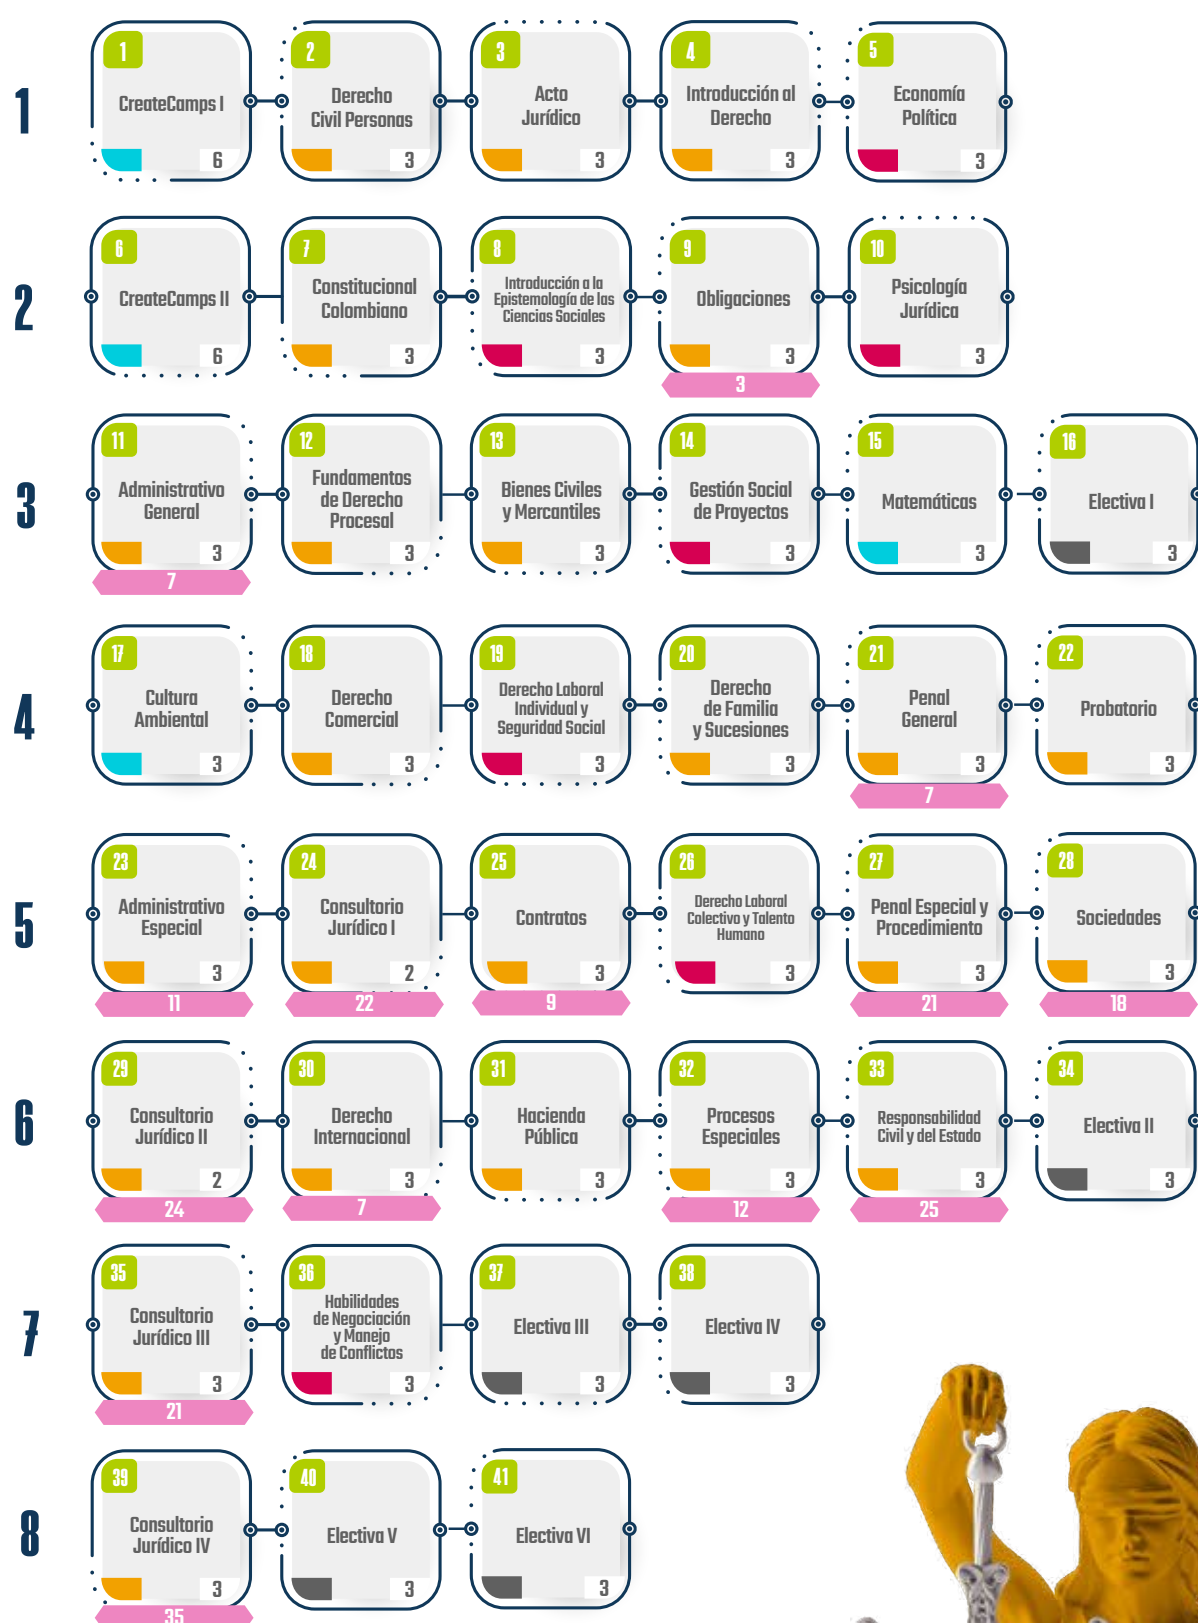 1
1
CreateCamps I
6
2
Derecho
Civil Personas
3
3
Acto
Jurídico
3
4
Introducción al
Derecho
3
5
Economía
Política
3
2
6
CreateCamps II
6
7
Constitucional
Colombiano
3
8
Introducción a la
Epistemología de las
Ciencias Sociales
3
9
Obligaciones
3
3
10
Psicología
Jurídica
3
3
11
Administrativo
General
3
7
12
Fundamentos
de Derecho
Procesal
3
13
Bienes Civiles
y Mercantiles
3
14
Gestión Social
de Proyectos
3
15
Matemáticas
3
16
Electiva I
3
4
17
Cultura
Ambiental
3
18
Derecho
Comercial
3
19
Derecho Laboral
Individual y
Seguridad Social
3
20
Derecho
de Familia
y Sucesiones
3
21
Penal
General
3
7
22
Probatorio
3
5
23
Administrativo
Especial
3
11
24
Consultorio
Jurídico I
2
22
25
Contratos
3
9
26
Derecho Laboral
Colectivo y Talento
Humano
3
27
Penal Especial y
Procedimiento
3
21
28
Sociedades
3
18
6
29
Consultorio
Jurídico II
2
24
30
Derecho
Internacional
3
7
31
Hacienda
Pública
3
32
Procesos
Especiales
3
12
33
Responsabilidad
Civil y del Estado
3
25
34
Electiva II
3
7
35
Consultorio
Jurídico III
3
21
36
Habilidades
de Negociación
y Manejo
de Conflictos
3
37
Electiva III
3
38
Electiva IV
3
8
39
Consultorio
Jurídico IV
3
35
40
Electiva V
3
41
Electiva VI
3